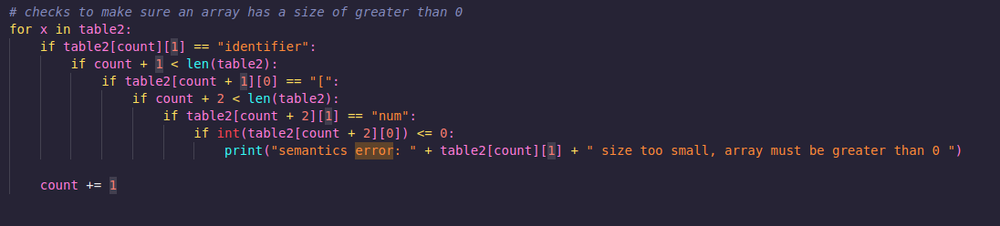 # checks to make sure an array has a size of greater than 0
for x in table2:
    if table2[count][1] == "identifier":
        if count + 1 < len(table2):
            if table2[count + 1][0] == "[":
                if count + 2 < len(table2):
                    if table2[count + 2][1] == "num":
                        if int(table2[count + 2][0]) <= 0:
                            print("semantics error: " + table2[count][1] + " size too small, array must be greater than 0 ")
    count += 1